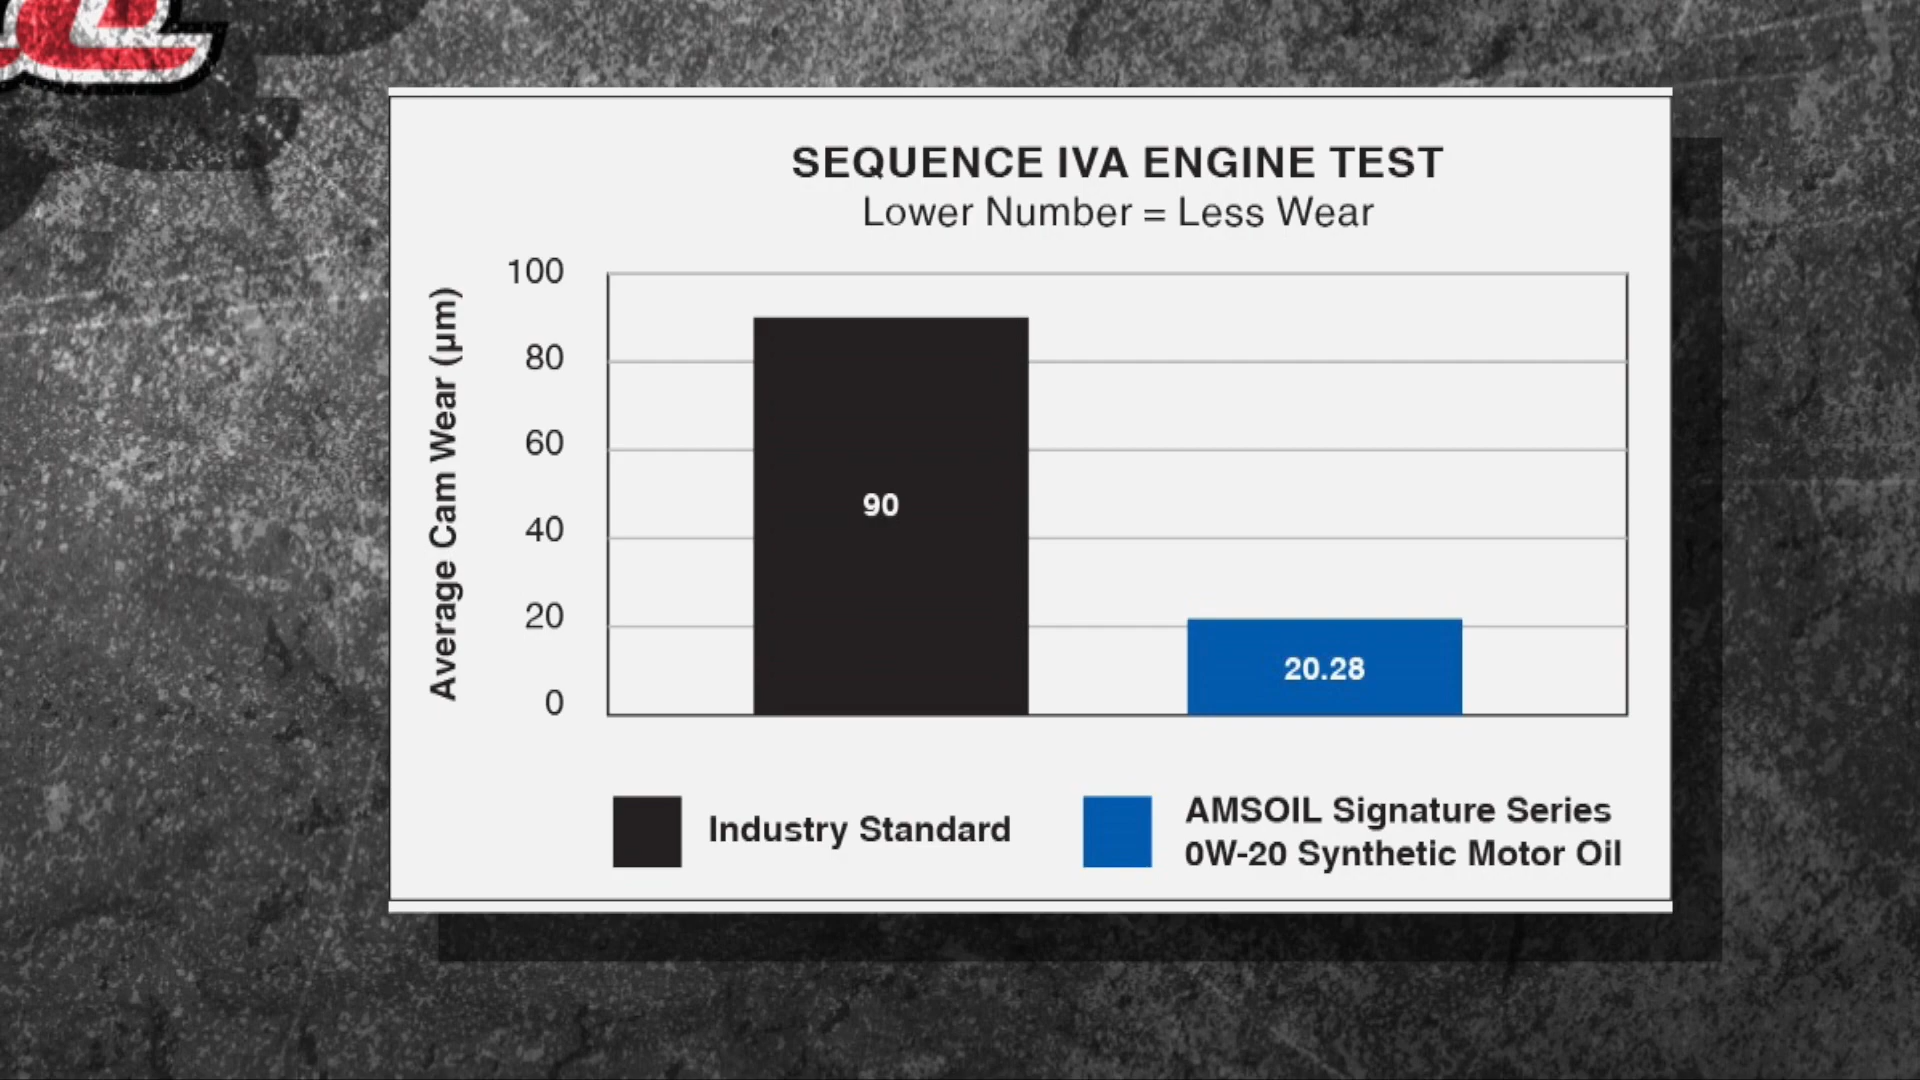 SEQUENCE IVA ENGINE TEST
Lower Number = Less Wear
Average Cam Wear (µm)
100
80
60
40
20
0
90
20.28
Industry Standard
AMSOIL Signature Series
0W-20 Synthetic Motor Oil